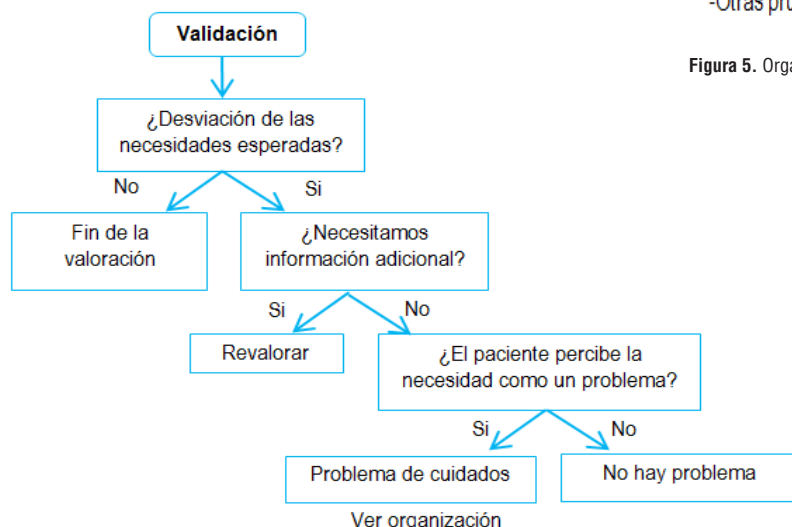 -Otras
Validación
Figura 5.
¿Desviación de las
necesidades esperadas?
No
Si
Fin de la
valoración
¿Necesitamos
información adicional?
Si
No
Revalorar
¿El paciente percibe la
necesidad como un problema?
Si
No
Problema de cuidados
No hay problema
Ver organización